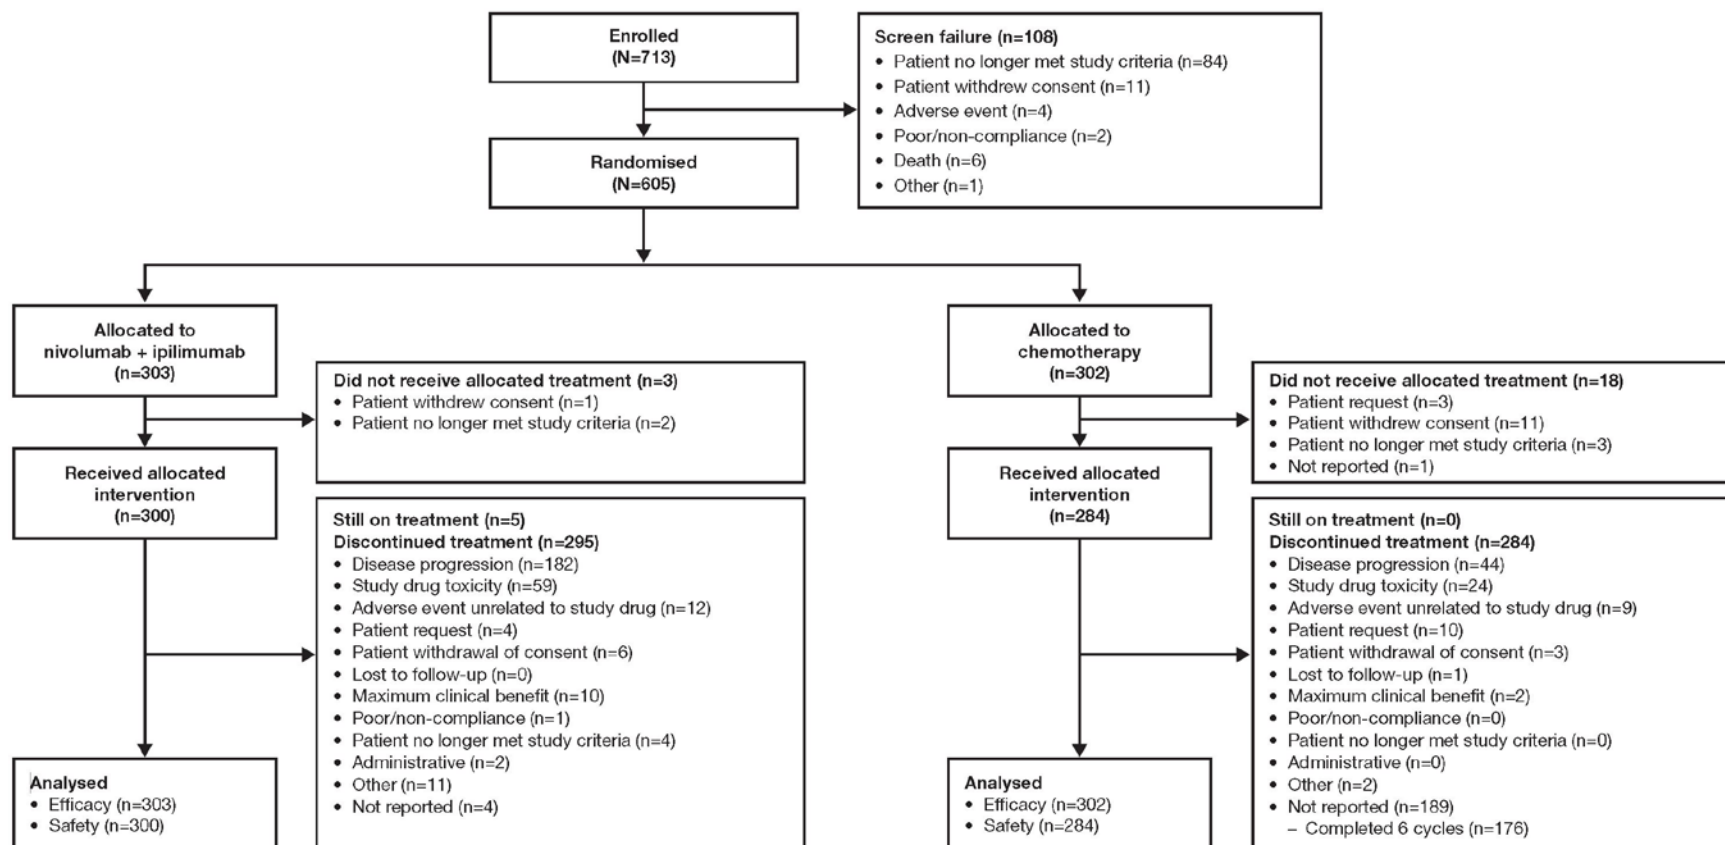 Enrolled
(N=713)
Screen failure (n=108)
• Patient no longer met study criteria (n=84)
• Patient withdrew consent (n=11)
• Adverse event (n=4)
• Poor/non-compliance (n=2)
• Death (n=6)
• Other (n=1)
Randomised
(N=605)
Allocated to
nivolumab + ipilimumab
(n=303)
Did not receive allocated treatment (n=3)
• Patient withdrew consent (n=1)
• Patient no longer met study criteria (n=2)
Received allocated
intervention
(n=300)
Still on treatment (n=5)
Discontinued treatment (n=295)
• Disease progression (n=182)
• Study drug toxicity (n=59)
• Adverse event unrelated to study drug (n=12)
• Patient request (n=4)
• Patient withdrawal of consent (n=6)
• Lost to follow-up (n=0)
• Maximum clinical benefit (n=10)
• Poor/non-compliance (n=1)
• Patient no longer met study criteria (n=4)
• Administrative (n=2)
• Other (n=11)
• Not reported (n=4)
Analysed
• Efficacy (n=303)
• Safety (n=300)
Allocated to
chemotherapy
(n=302)
Did not receive allocated treatment (n=18)
• Patient request (n=3)
• Patient withdrew consent (n=11)
• Patient no longer met study criteria (n=3)
• Not reported (n=1)
Received allocated
intervention
(n=284)
Still on treatment (n=0)
Discontinued treatment (n=284)
• Disease progression (n=44)
• Study drug toxicity (n=24)
• Adverse event unrelated to study drug (n=9)
• Patient request (n=10)
• Patient withdrawal of consent (n=3)
• Lost to follow-up (n=1)
• Maximum clinical benefit (n=2)
• Poor/non-compliance (n=0)
• Patient no longer met study criteria (n=0)
• Administrative (n=0)
• Other (n=2)
• Not reported (n=189)
– Completed 6 cycles (n=176)
Analysed
• Efficacy (n=302)
• Safety (n=284)